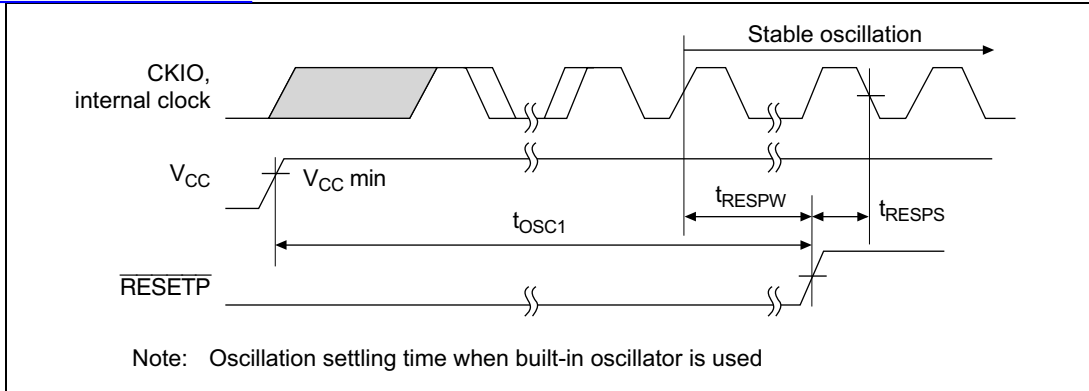 Stable oscillation
CKIO,
internal clock
VCC
VCC min
tRESPW
tRESPS
tOSC1
RESETP
Note: Oscillation settling time when built-in oscillator is used